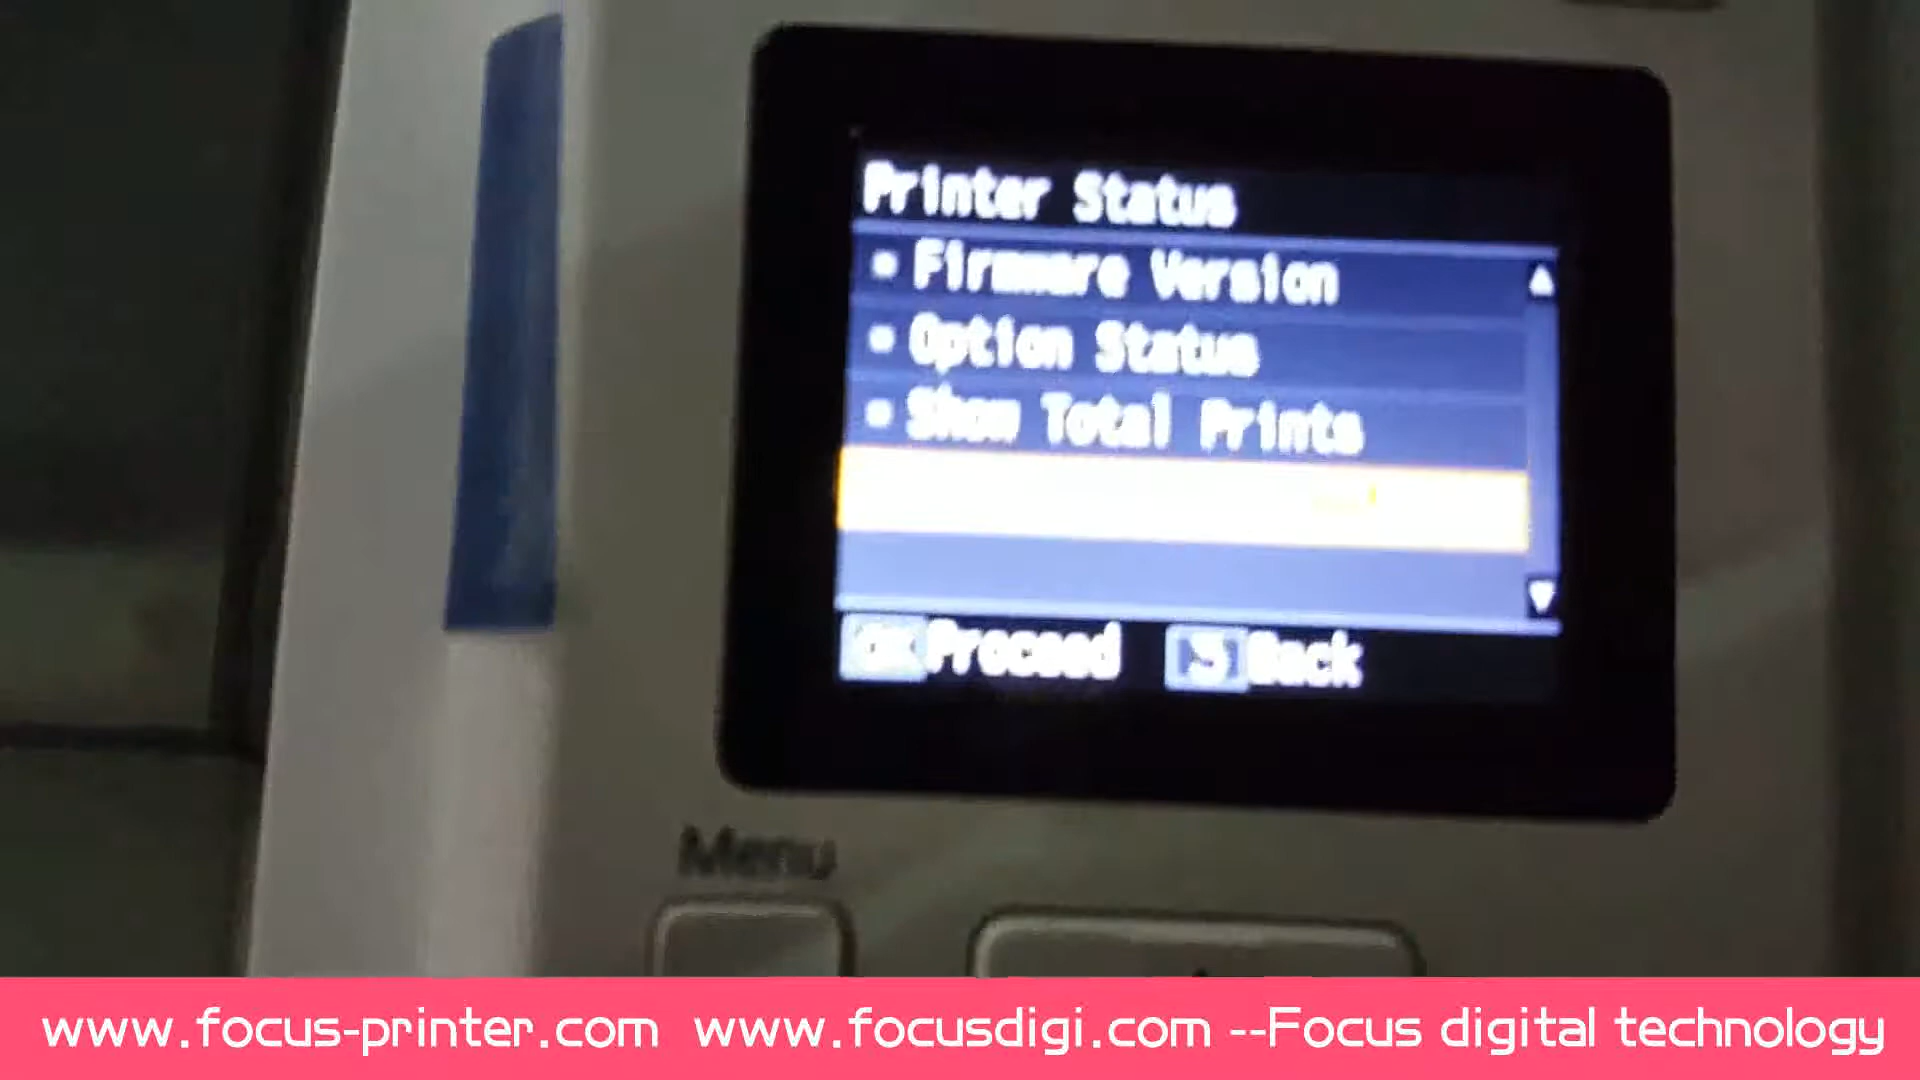 Printer Status
Firmware Version
Option Status
Show Total Prints
OK Proceed Back
Menu
www.focus-printer.com www.focusdigi.com --Focus digital technology